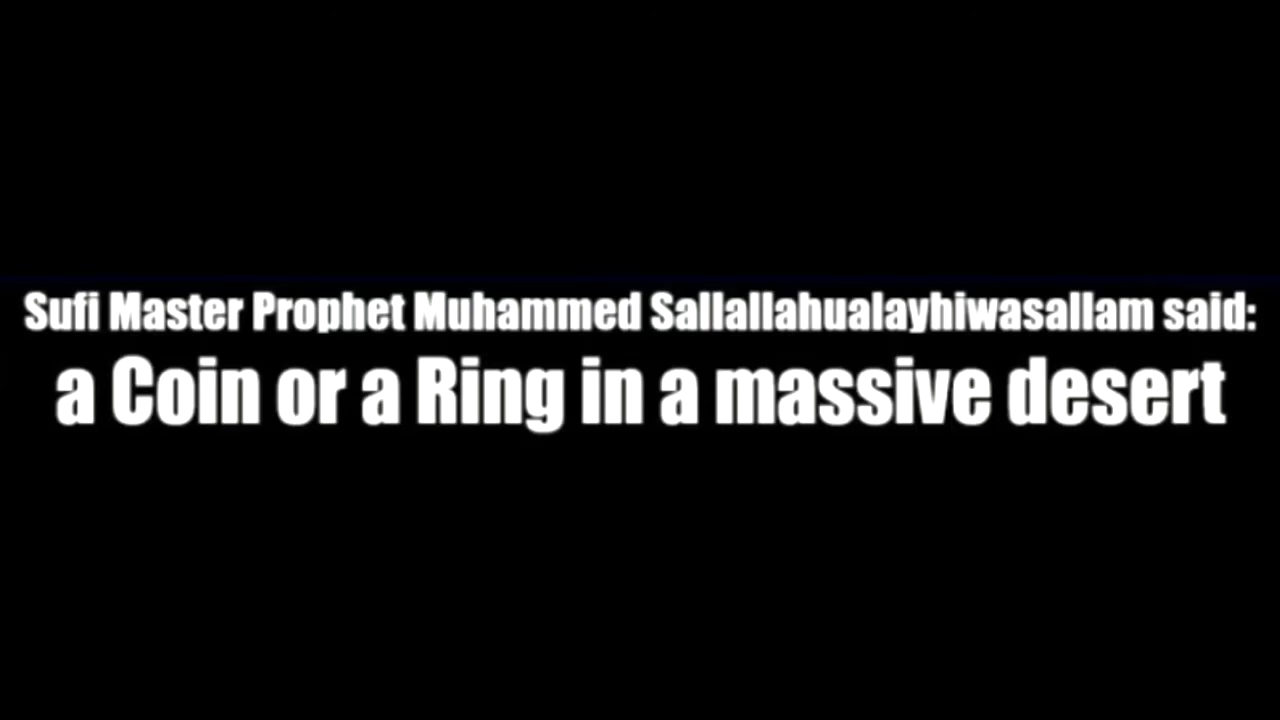 Sufi Master Prophet Muhammed Sallallahualayhiwasallam said:
a Coin or a Ring in a massive desert